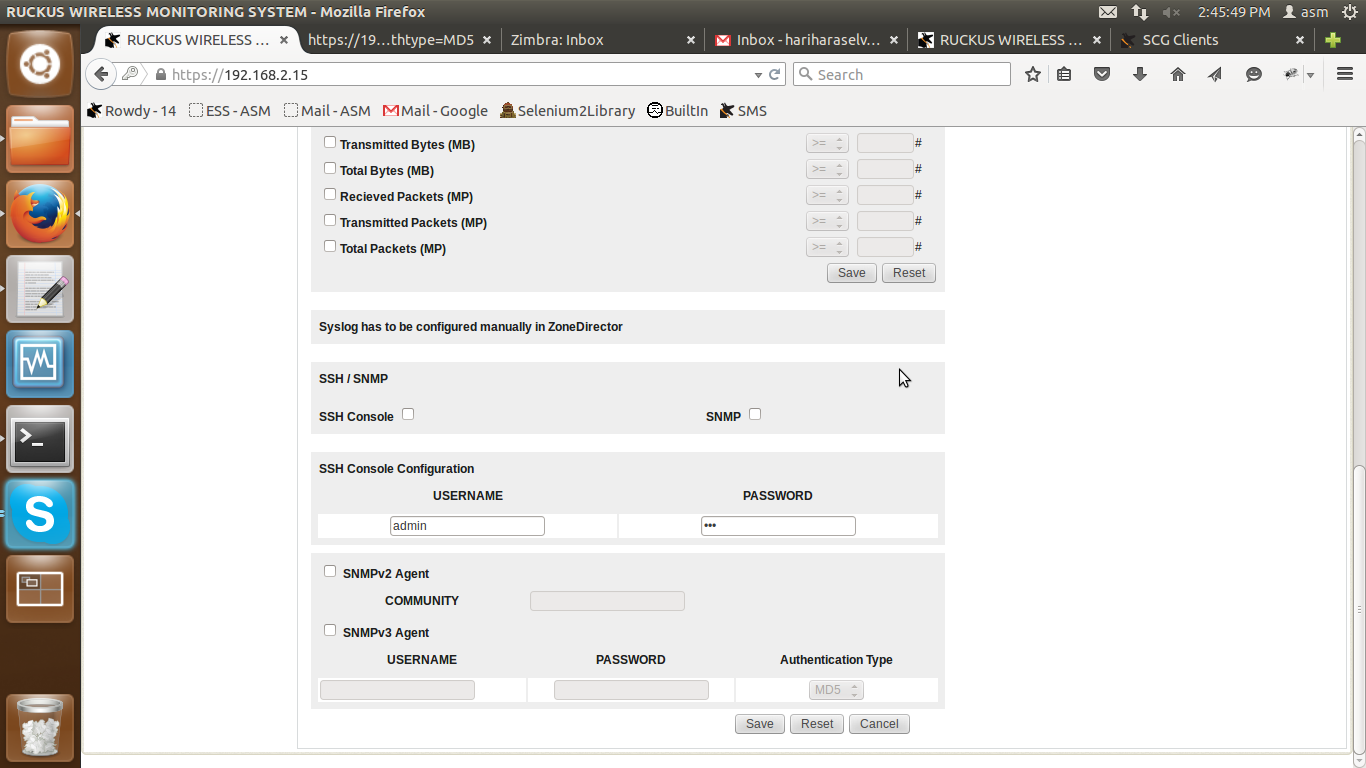 RUCKUS WIRELESS MONITORING SYSTEM - Mozilla Firefox
2:45:49 PM asm
RUCKUS WIRELESS ... https://19...thtype=MD5 Zimbra: Inbox Inbox - hariharaselv... RUCKUS WIRELESS ... SCG Clients
https://192.168.2.15 Search
Rowdy - 14 ESS - ASM Mail - ASM Mail - Google Selenium2Library BuiltIn SMS
Transmitted Bytes (MB) >= #
Total Bytes (MB) >= #
Recieved Packets (MP) >= #
Transmitted Packets (MP) >= #
Total Packets (MP) >= #
Save Reset
Syslog has to be configured manually in ZoneDirector
SSH / SNMP
SSH Console SNMP
SSH Console Configuration
USERNAME PASSWORD
admin •••
SNMPv2 Agent
COMMUNITY
SNMPv3 Agent
USERNAME PASSWORD Authentication Type
MD5
Save Reset Cancel